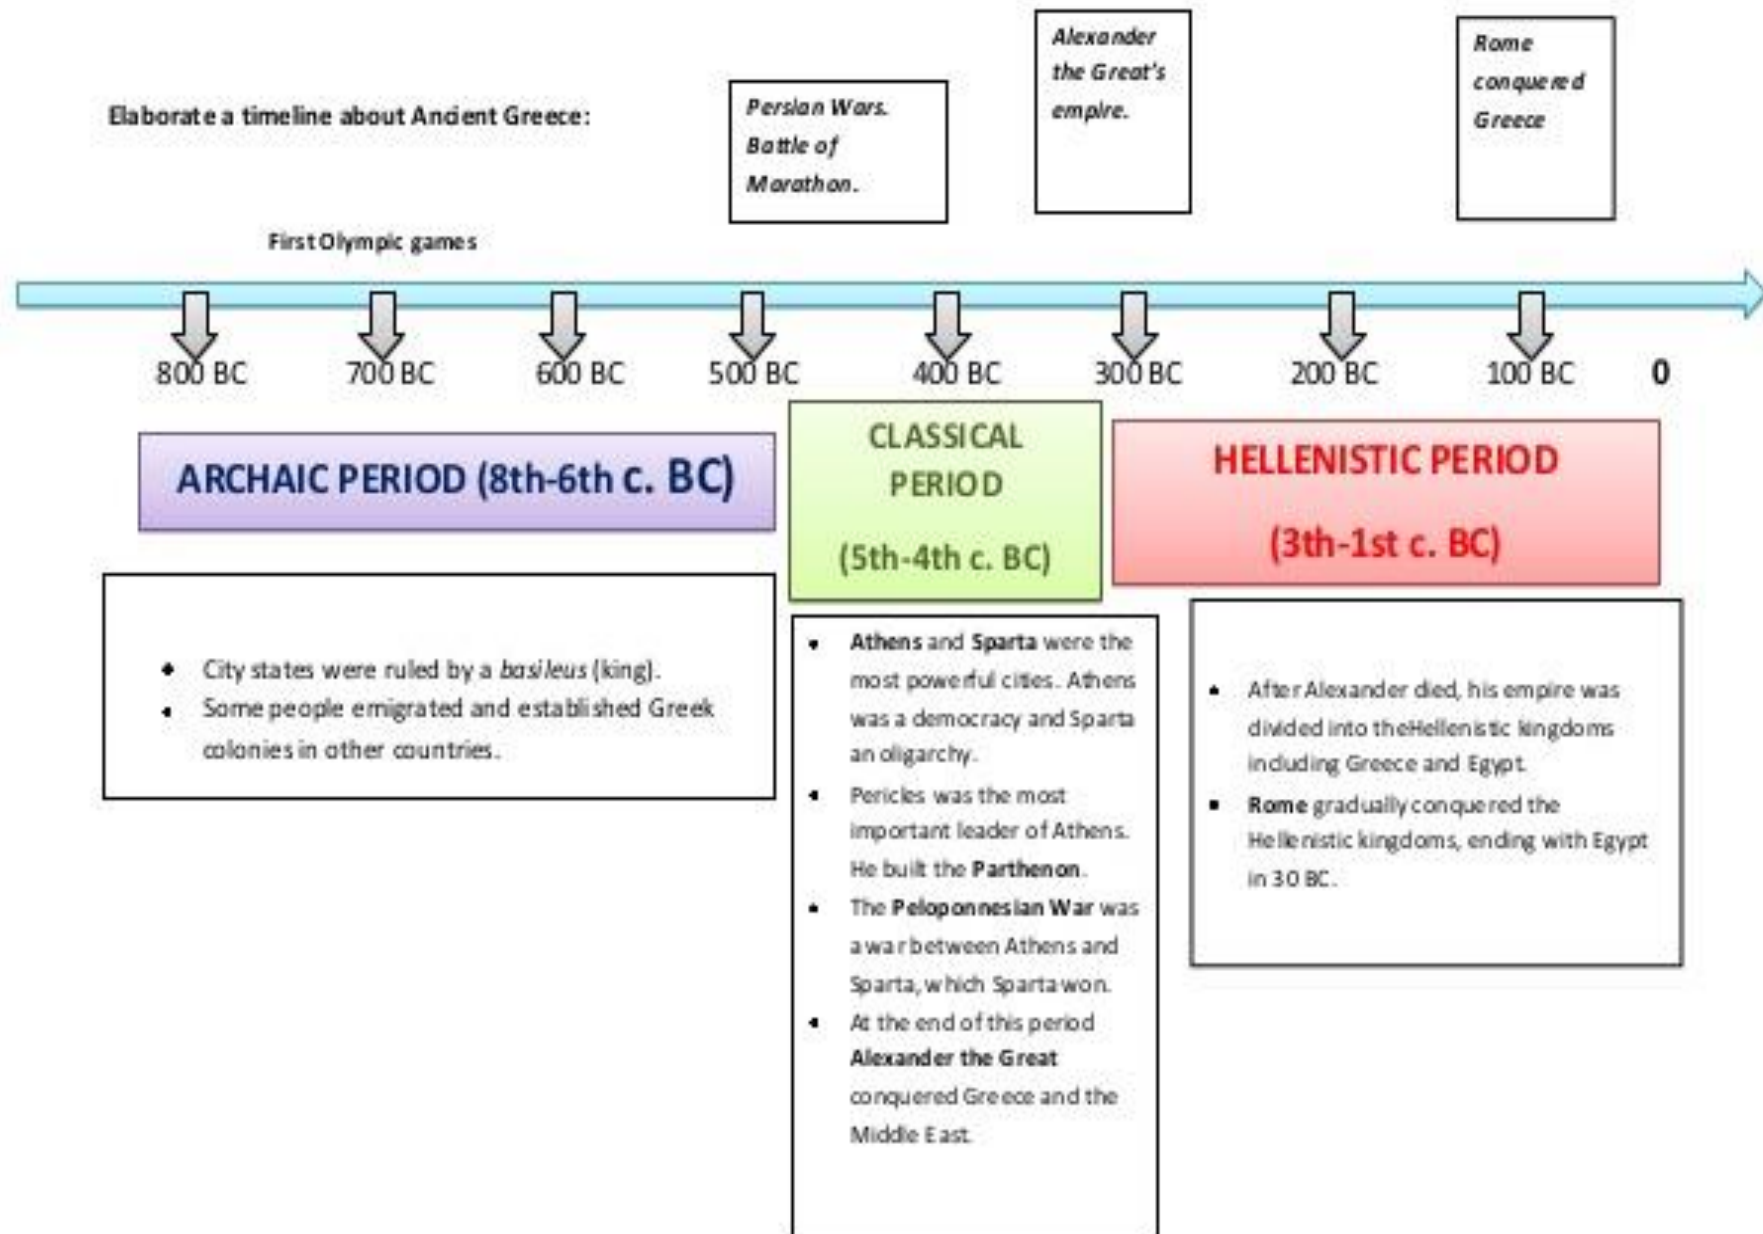 Elaborate a timeline about Ancient Greece:
Persian Wars.
Battle of
Marathon.
Alexander
the Great's
empire.
Rome
conquered
Greece
First Olympic games
800 BC
700 BC
600 BC
500 BC
400 BC
300 BC
200 BC
100 BC
0
ARCHAIC PERIOD (8th-6th c. BC)
CLASSICAL
PERIOD
(5th-4th c. BC)
HELLENISTIC PERIOD
(3th-1st c. BC)
• City states were ruled by a basileus (king).
• Some people emigrated and established Greek
colonies in other countries.
• Athens and Sparta were the
most powerful cities. Athens
was a democracy and Sparta
an oligarchy.
• Pericles was the most
important leader of Athens.
He built the Parthenon.
• The Peloponnesian War was
a war between Athens and
Sparta, which Sparta won.
• At the end of this period
Alexander the Great
conquered Greece and the
Middle East.
• After Alexander died, his empire was
divided into theHellenistic kingdoms
including Greece and Egypt.
• Rome gradually conquered the
Hellenistic kingdoms, ending with Egypt
in 30 BC.